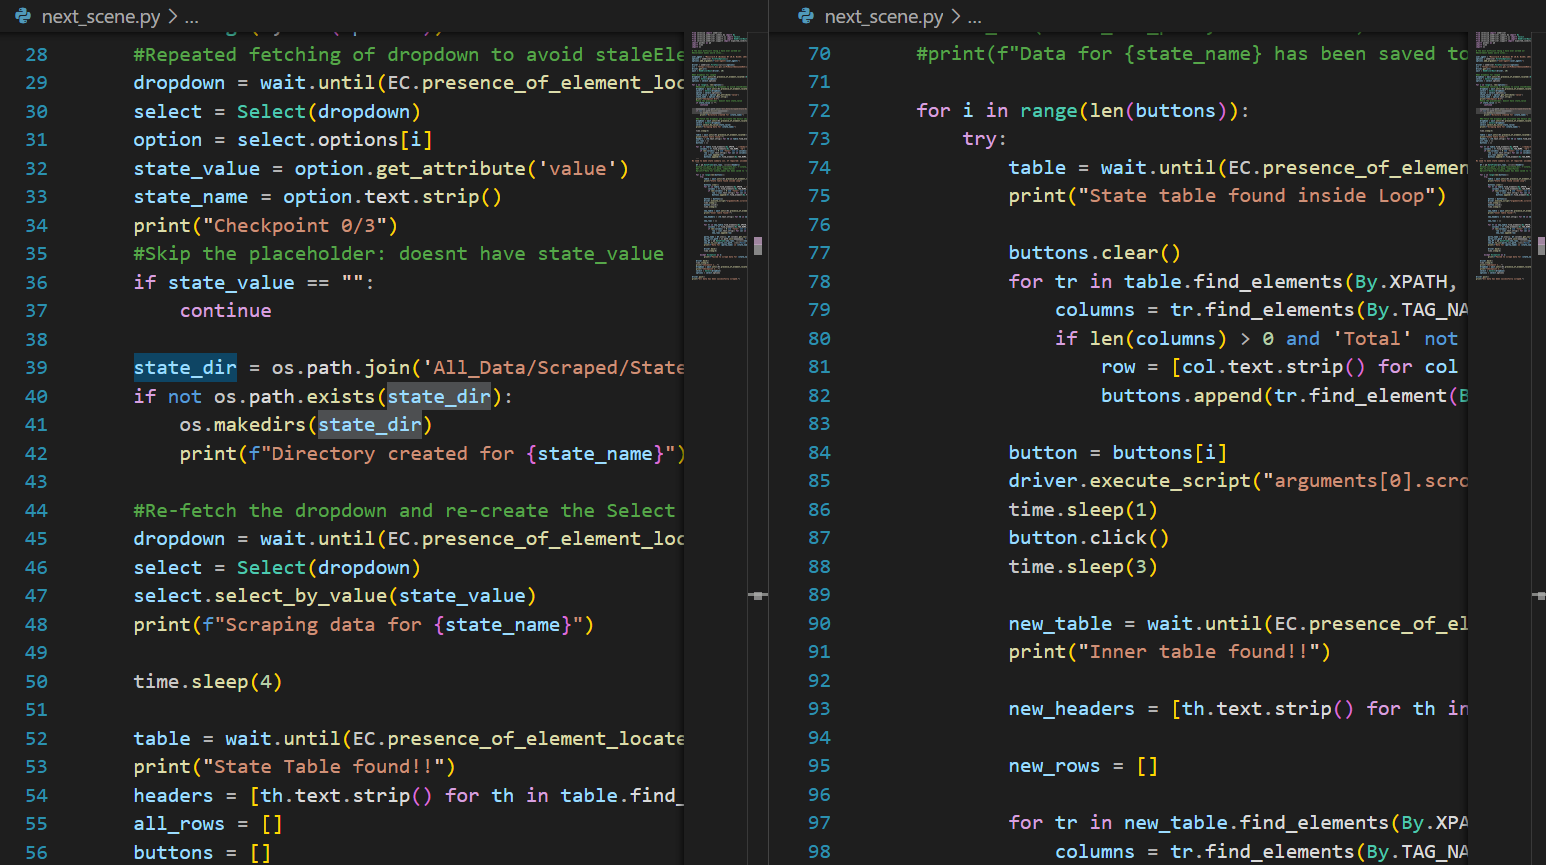 next_scene.py > ...
28 #Repeated fetching of dropdown to avoid staleEle
29 dropdown = wait.until(EC.presence_of_element_loc
30 select = Select(dropdown)
31 option = select.options[i]
32 state_value = option.get_attribute('value')
33 state_name = option.text.strip()
34 print("Checkpoint 0/3")
35 #Skip the placeholder: doesnt have state_value
36 if state_value == "":
37 continue
38
39 state_dir = os.path.join('All_Data/Scraped/State
40 if not os.path.exists(state_dir):
41 os.makedirs(state_dir)
42 print(f"Directory created for {state_name}")
43
44 #Re-fetch the dropdown and re-create the Select
45 dropdown = wait.until(EC.presence_of_element_loc
46 select = Select(dropdown)
47 select.select_by_value(state_value)
48 print(f"Scraping data for {state_name}")
49
50 time.sleep(4)
51
52 table = wait.until(EC.presence_of_element_locate
53 print("State Table found!!")
54 headers = [th.text.strip() for th in table.find_
55 all_rows = []
56 buttons = []
next_scene.py > ...
70 #print(f"Data for {state_name} has been saved to
71
72 for i in range(len(buttons)):
73 try:
74 table = wait.until(EC.presence_of_elemen
75 print("State table found inside Loop")
76
77 buttons.clear()
78 for tr in table.find_elements(By.XPATH,
79 columns = tr.find_elements(By.TAG_NA
80 if len(columns) > 0 and 'Total' not
81 row = [col.text.strip() for col
82 buttons.append(tr.find_element(B
83
84 button = buttons[i]
85 driver.execute_script("arguments[0].scro
86 time.sleep(1)
87 button.click()
88 time.sleep(3)
89
90 new_table = wait.until(EC.presence_of_el
91 print("Inner table found!!")
92
93 new_headers = [th.text.strip() for th in
94
95 new_rows = []
96
97 for tr in new_table.find_elements(By.XPA
98 columns = tr.find_elements(By.TAG_NA